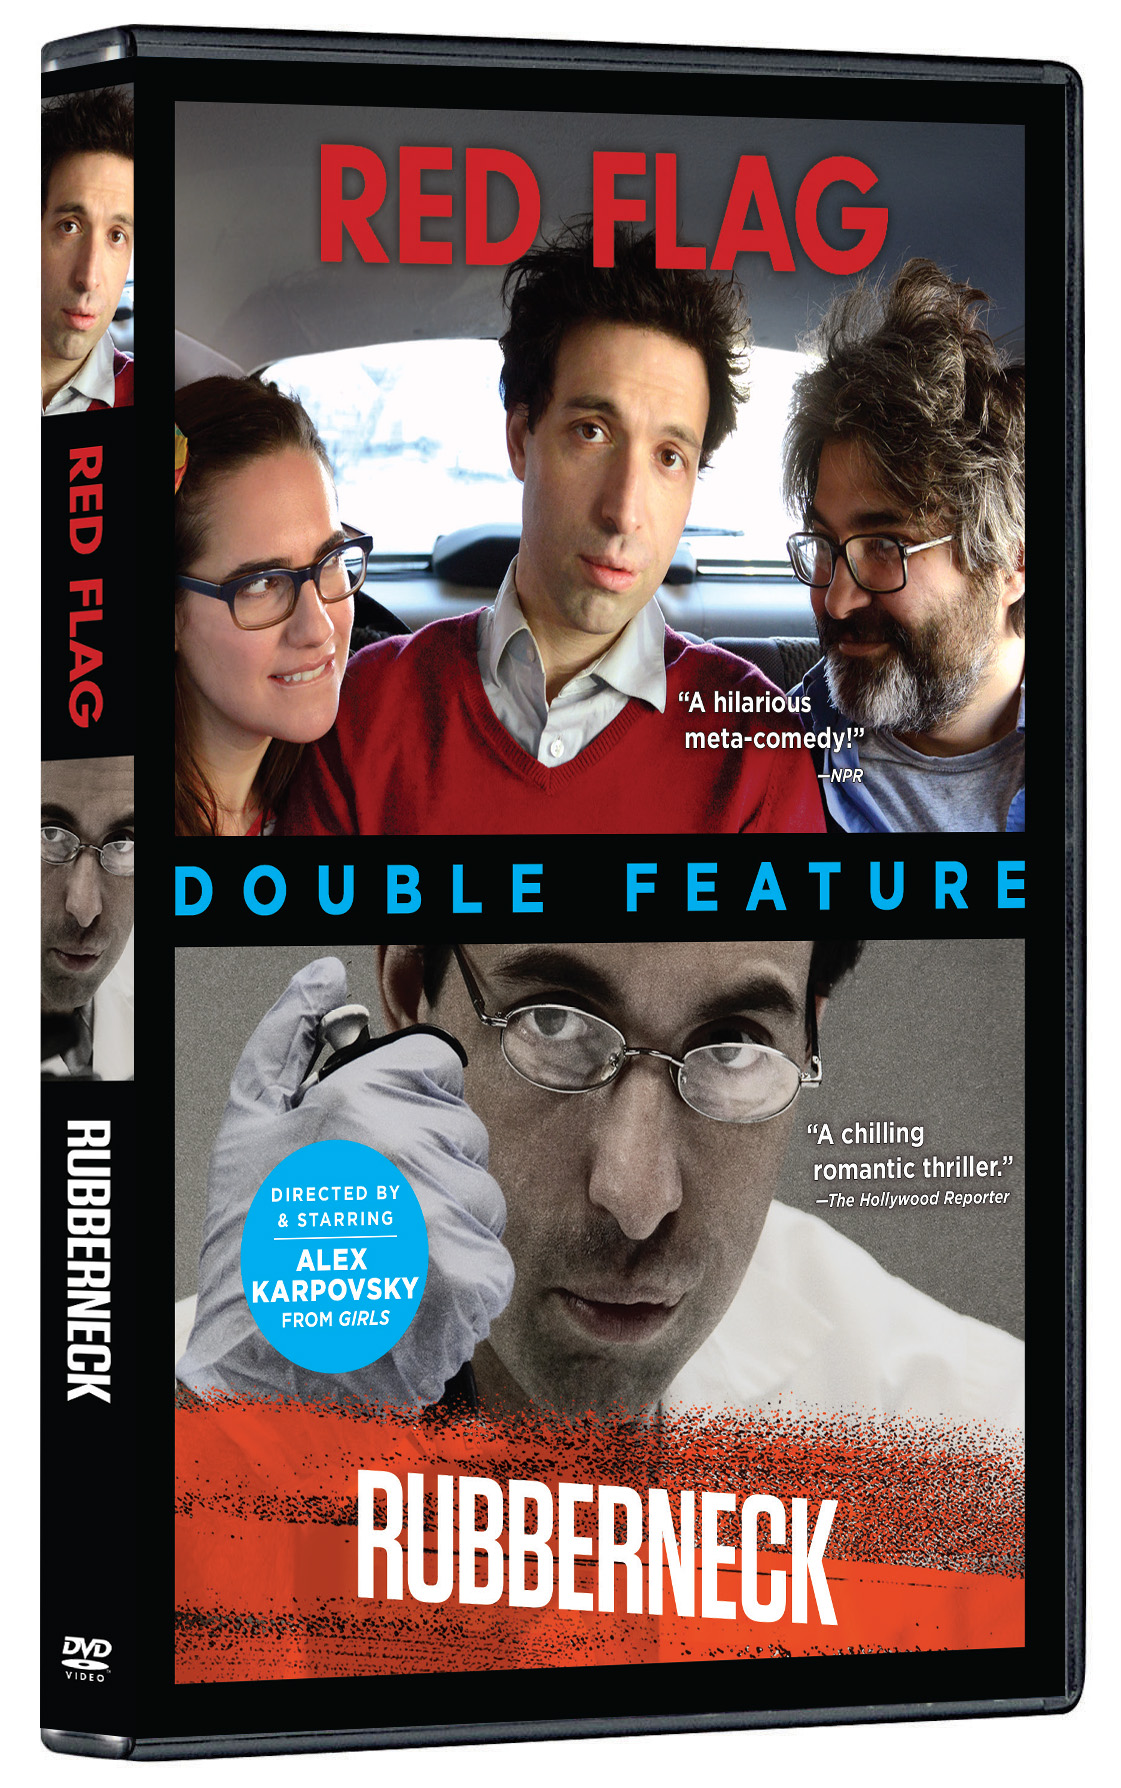 RED FLAG
RUBBERNECK
DVD
VIDEO
RED FLAG
“A hilarious
meta-comedy!”
—NPR
DOUBLE FEATURE
“A chilling
romantic thriller.”
—The Hollywood Reporter
DIRECTED BY
& STARRING
ALEX
KARPOVSKY
FROM GIRLS
RUBBERNECK